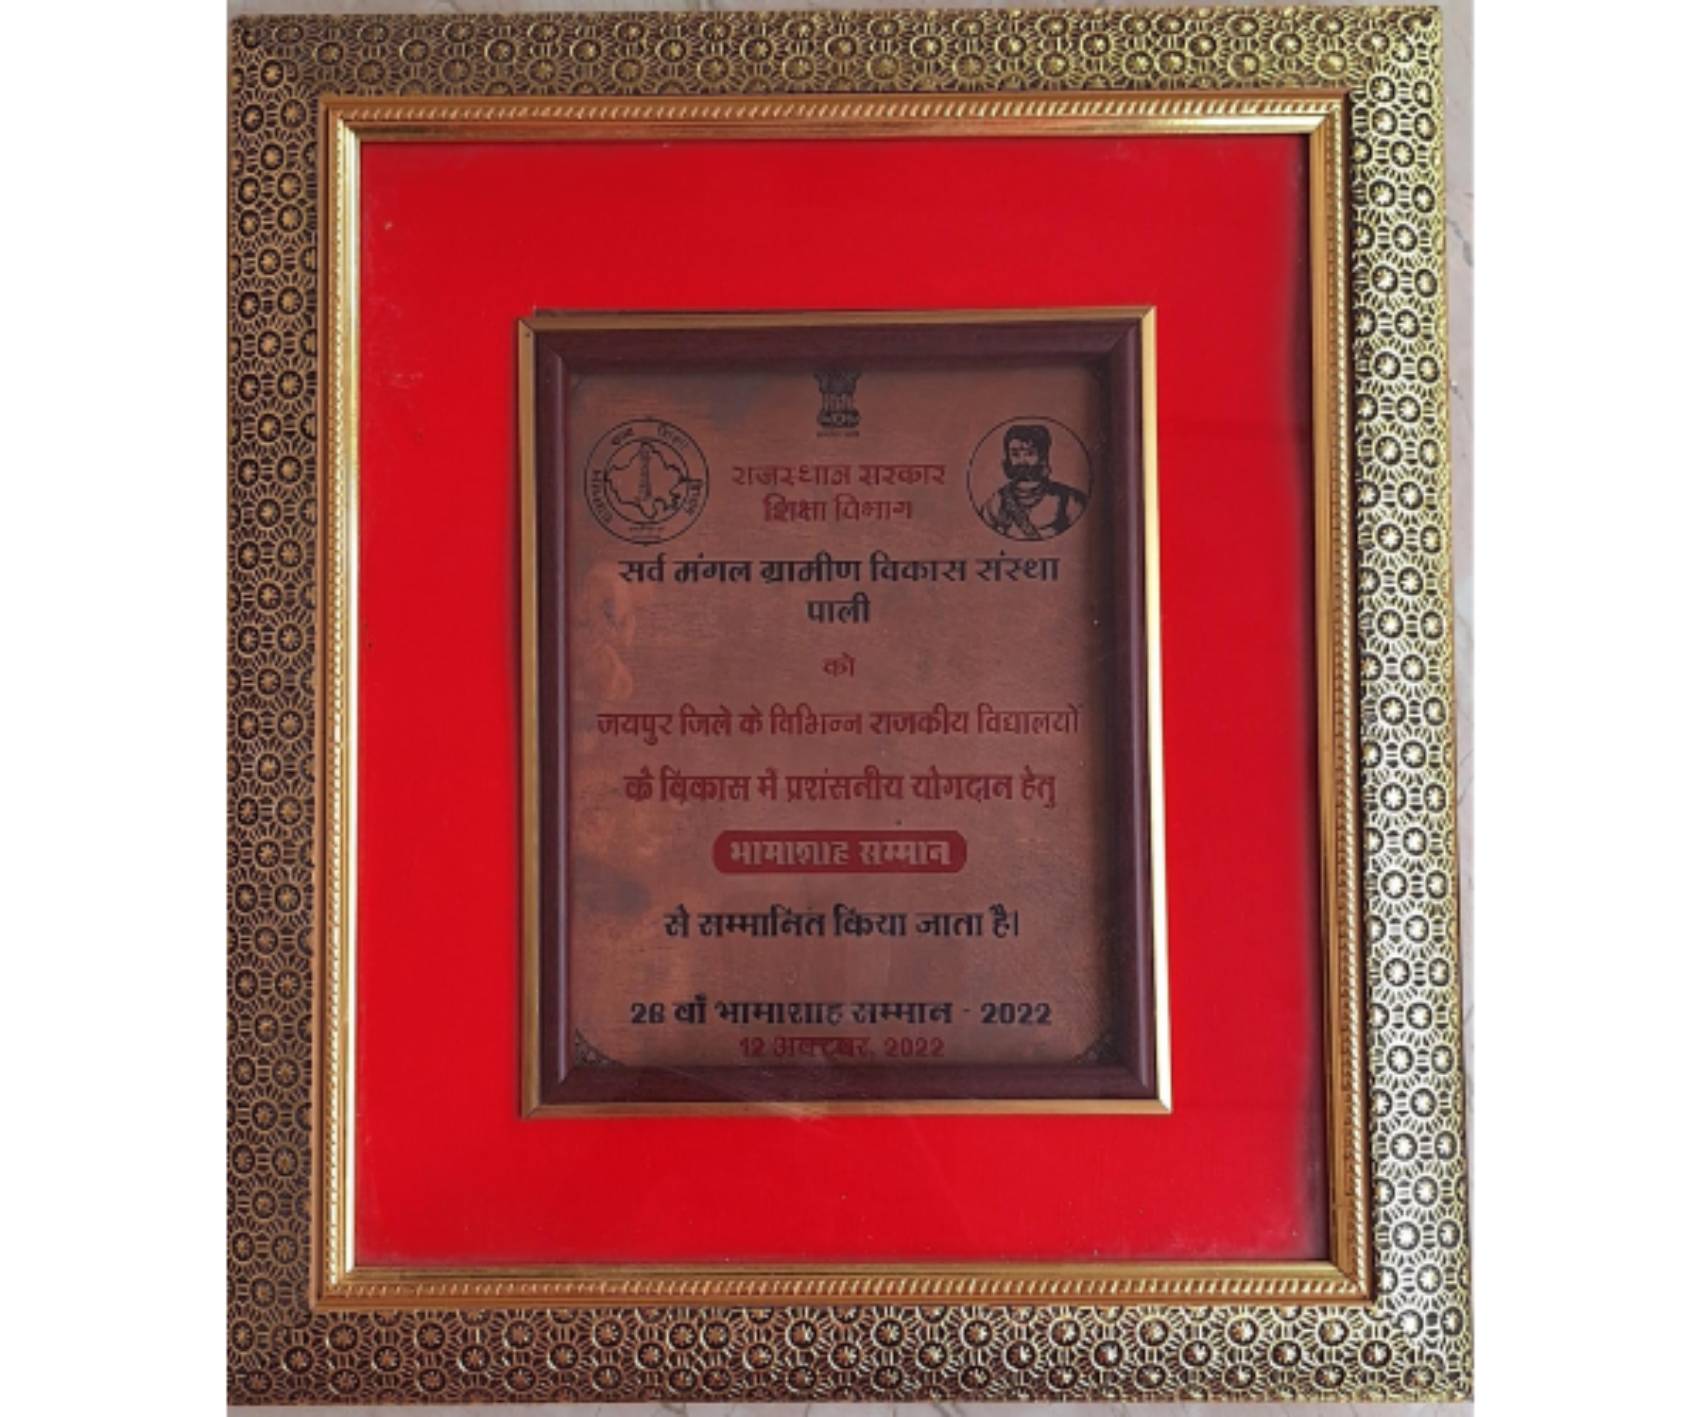 राजस्थान सरकार
शिक्षा विभाग
सर्व मंगल ग्रामीण विकास संस्था
पाली
को
जयपुर जिले के विभिन्न राजकीय विद्यालयों
के विकास में प्रशंसनीय योगदान हेतु
भामाशाह सम्मान
से सम्मानित किया जाता है।
26 वाँ भामाशाह सम्मान - 2022
12 अक्टूबर, 2022